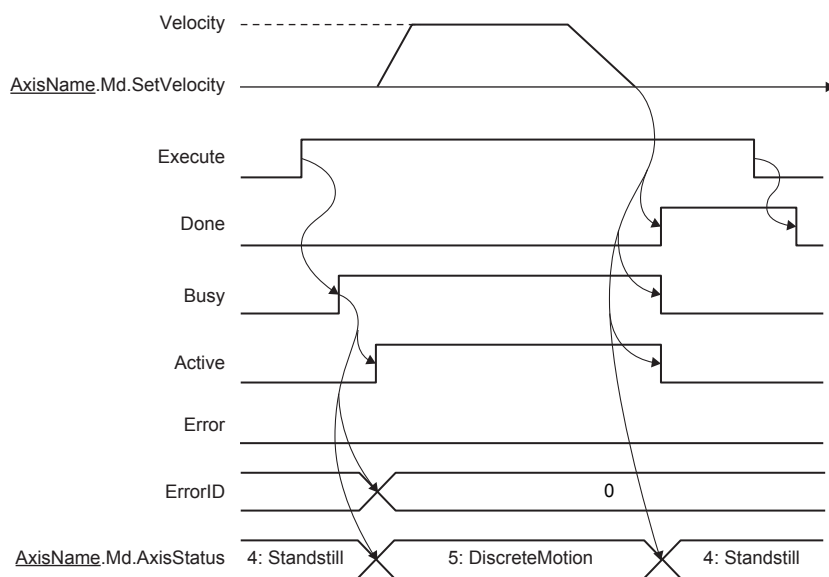 Velocity
AxisName.Md.SetVelocity
Execute
Done
Busy
Active
Error
ErrorID 0
AxisName.Md.AxisStatus 4: Standstill 5: DiscreteMotion 4: Standstill